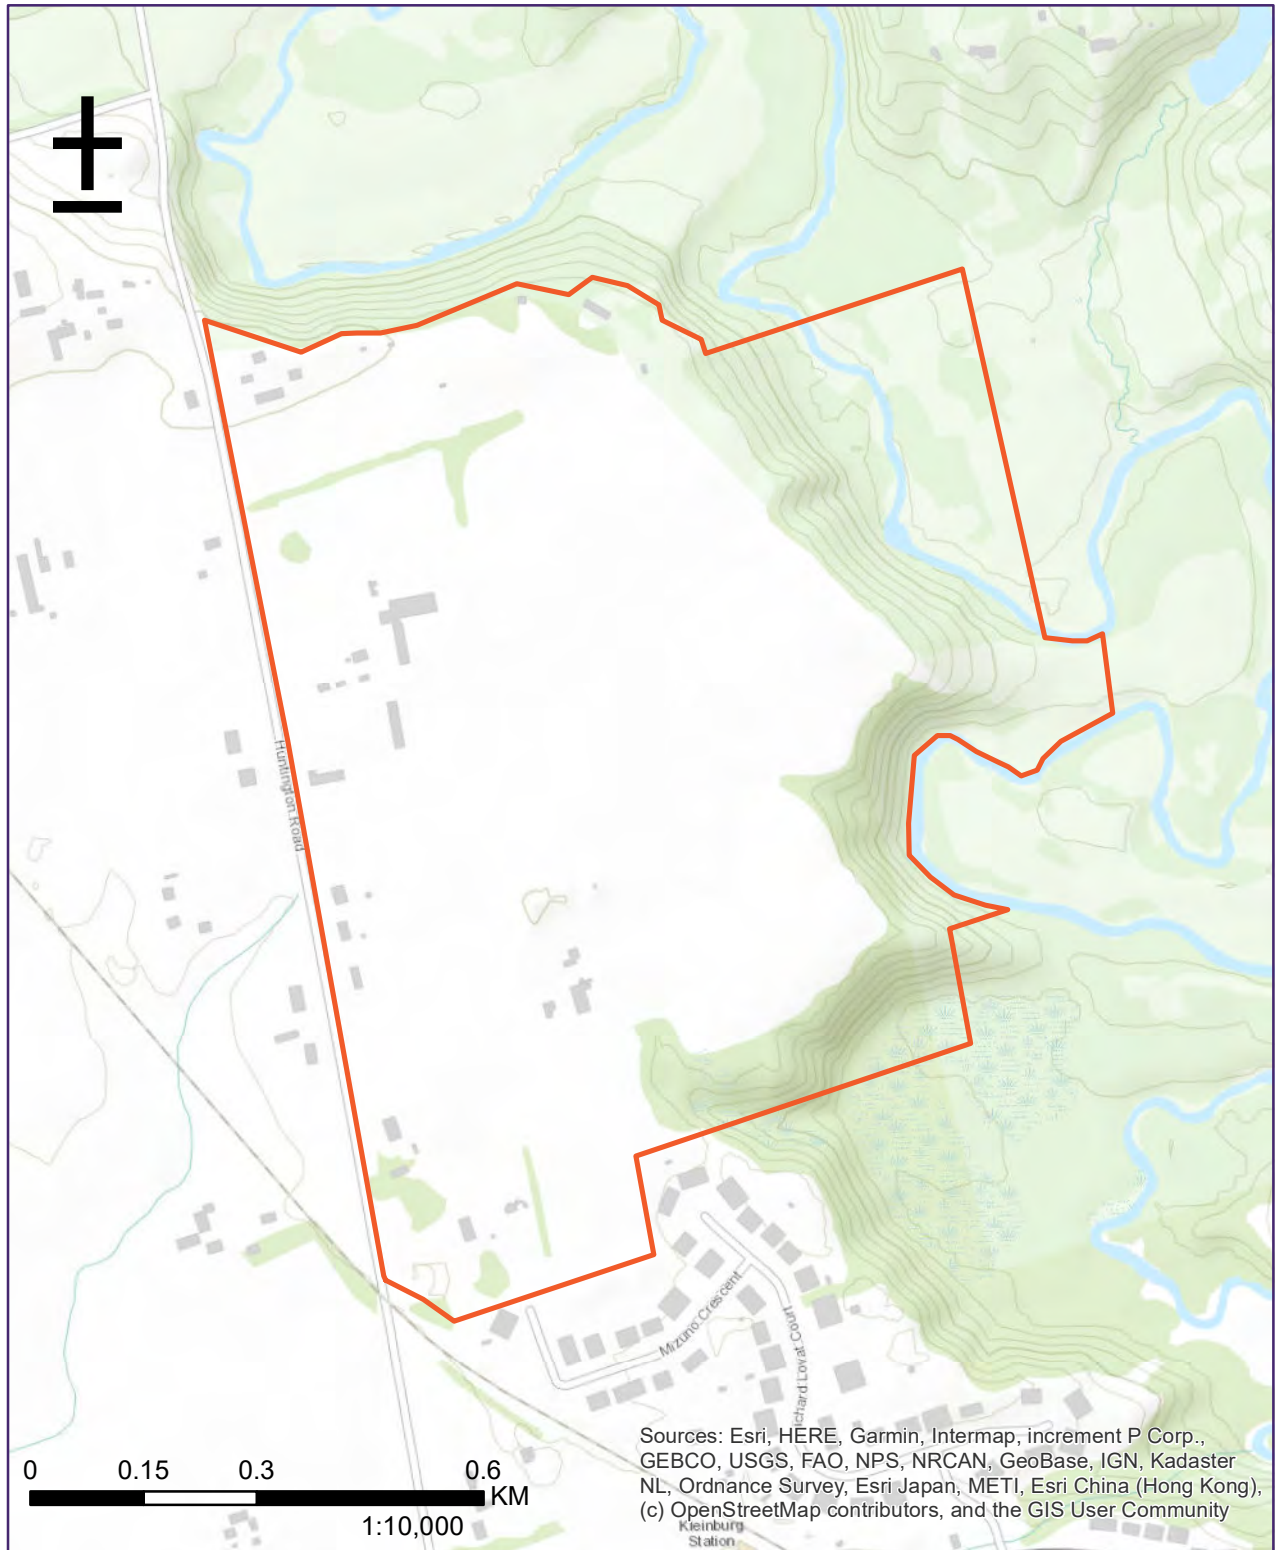 Huntington Road
Mizuno Crescent
ichard Lovat Court
0 0.15 0.3 0.6
KM
1:10,000
Sources: Esri, HERE, Garmin, Intermap, increment P Corp.,
GEBCO, USGS, FAO, NPS, NRCAN, GeoBase, IGN, Kadaster
NL, Ordnance Survey, Esri Japan, METI, Esri China (Hong Kong),
(c) OpenStreetMap contributors, and the GIS User Community
Kleinburg
Station